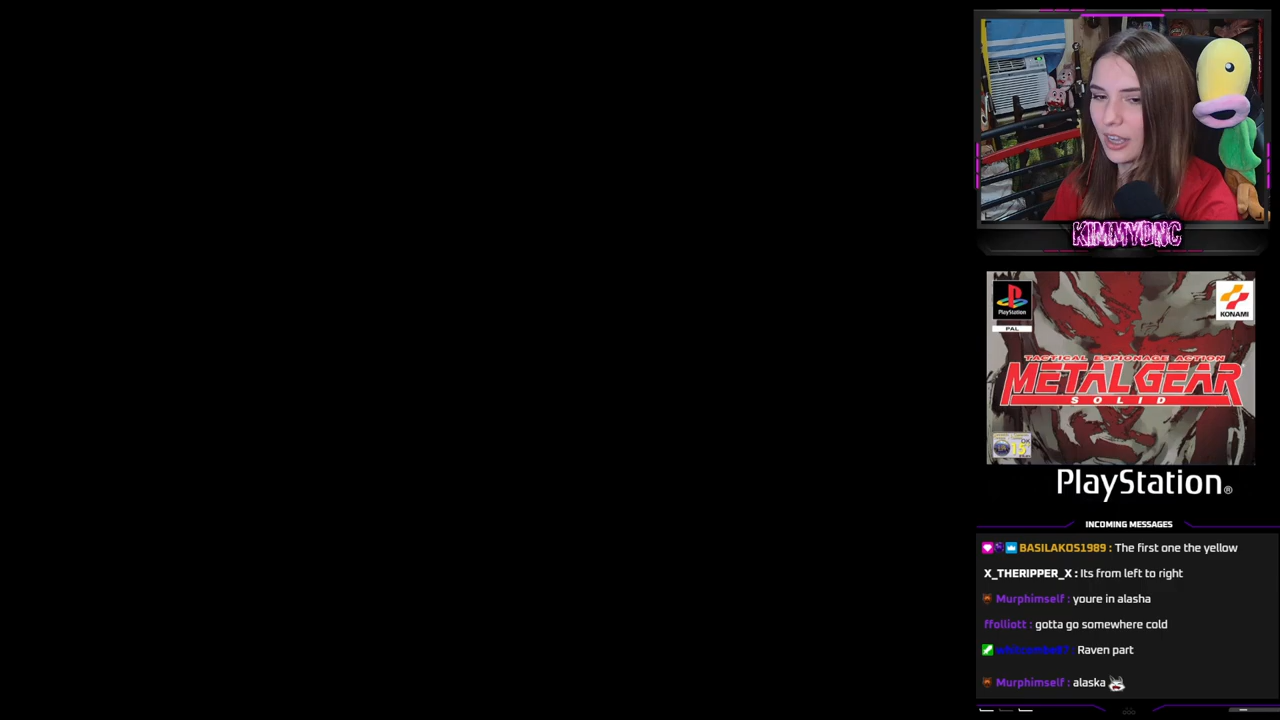 KIMMYDNC
PlayStation
PAL
KONAMI
TACTICAL ESPIONAGE ACTION
METAL GEAR
SOLID
15
PlayStation®
INCOMING MESSAGES
BASILAKOS1989 : The first one the yellow
X_THERIPPER_X : Its from left to right
Murphimself : youre in alasha
ffolliott : gotta go somewhere cold
: Raven part
Murphimself : alaska